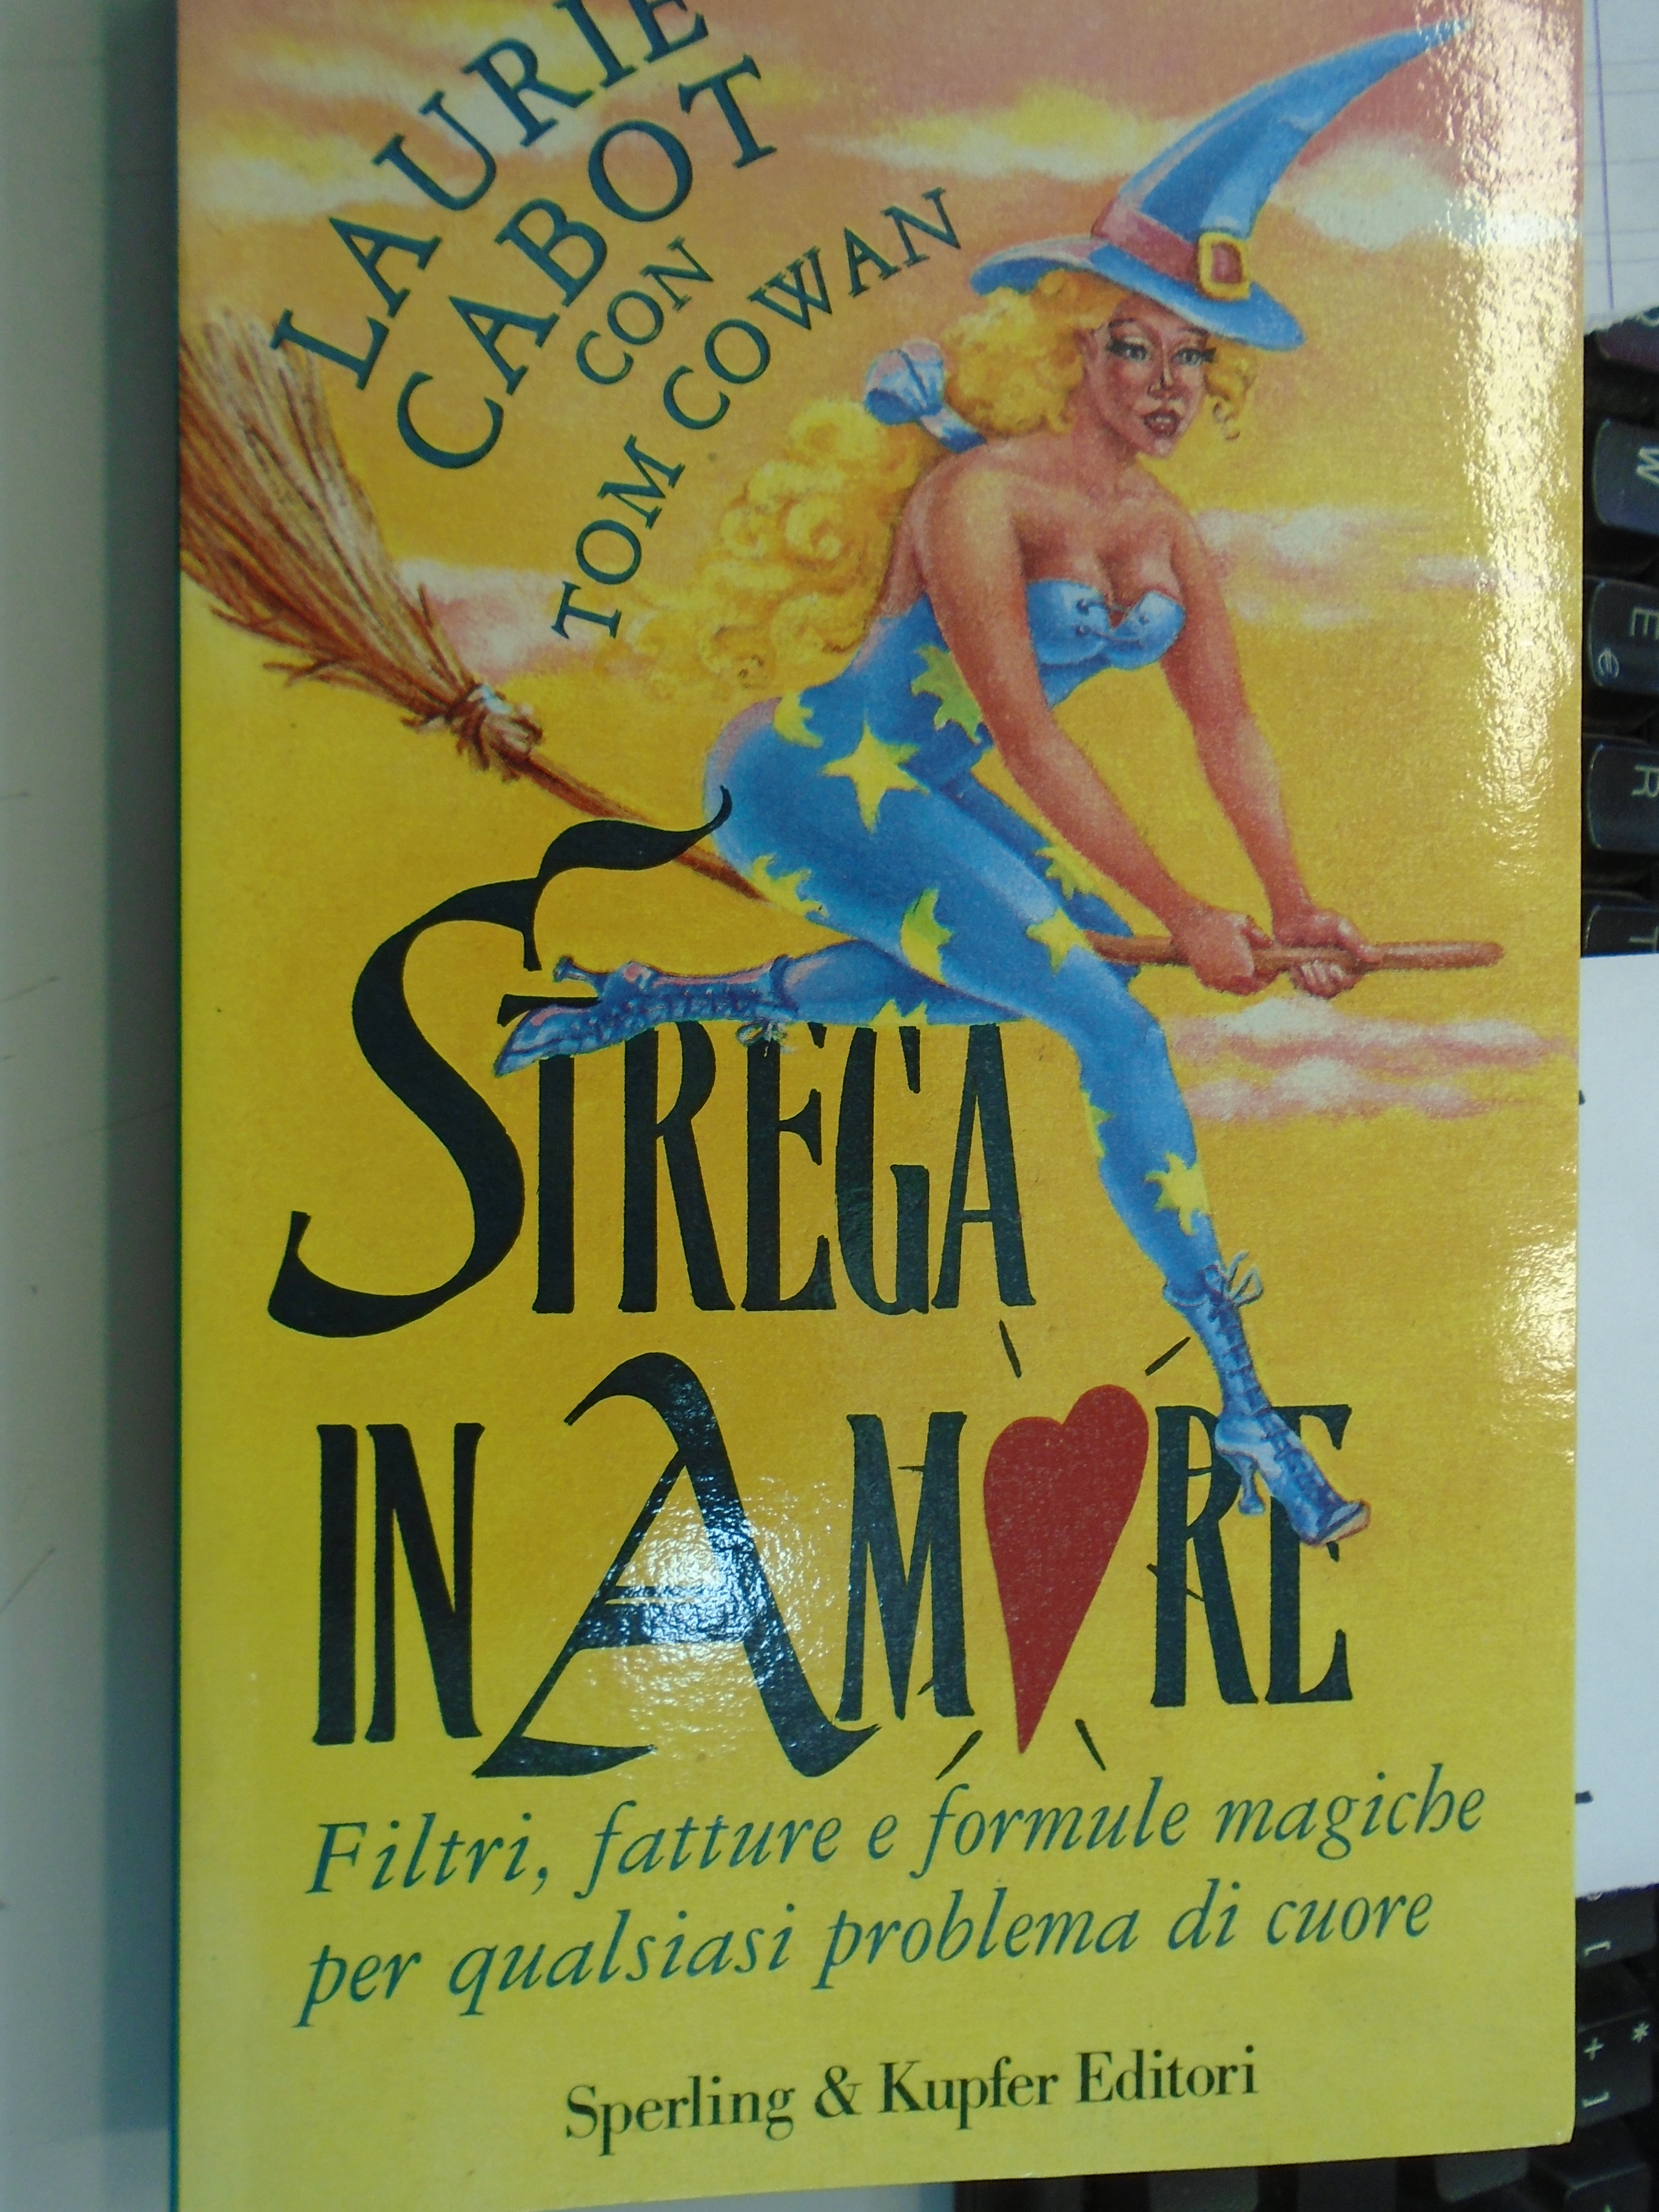 LAURIE
CABOT
CON
TOM COWAN
STREGA
IN AMORE
Filtri, fatture e formule magiche
per qualsiasi problema di cuore
Sperling & Kupfer Editori
W
E
€
R
T
[
*
+
]